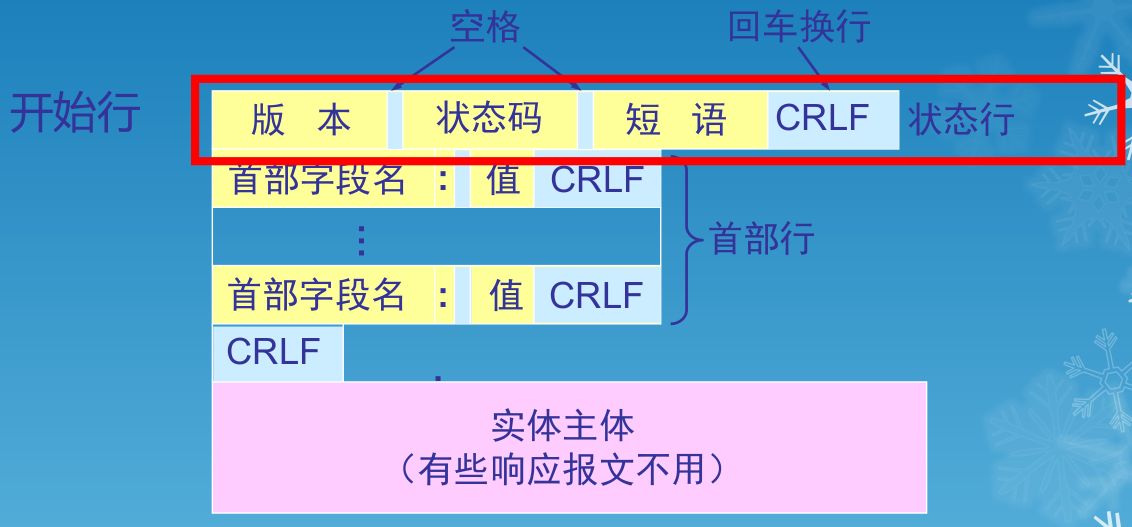 空格 回车换行
开始行 版 本 状态码 短 语 CRLF 状态行
首部字段名 : 值 CRLF
⋮ 首部行
首部字段名 : 值 CRLF
CRLF
实体主体
（有些响应报文不用）